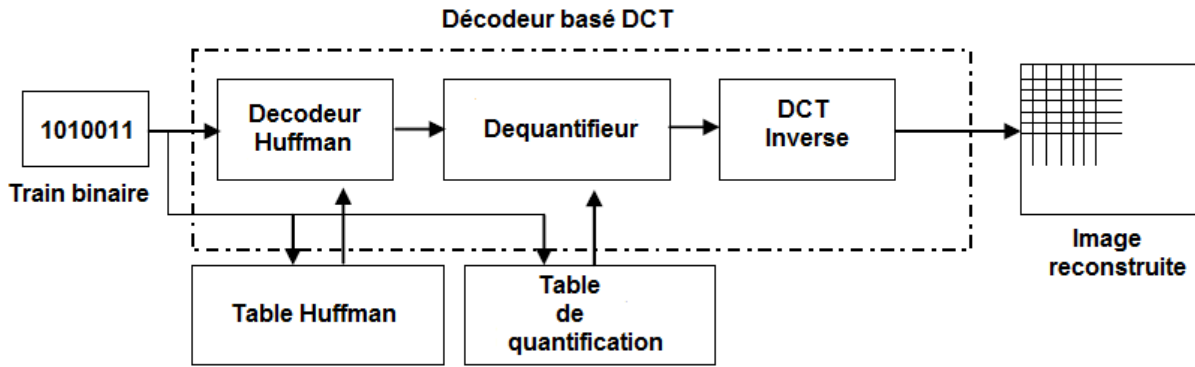 Décodeur basé DCT
1010011
Train binaire
Decodeur
Huffman
Dequantifieur
DCT
Inverse
Image
reconstruite
Table Huffman
Table
de
quantification